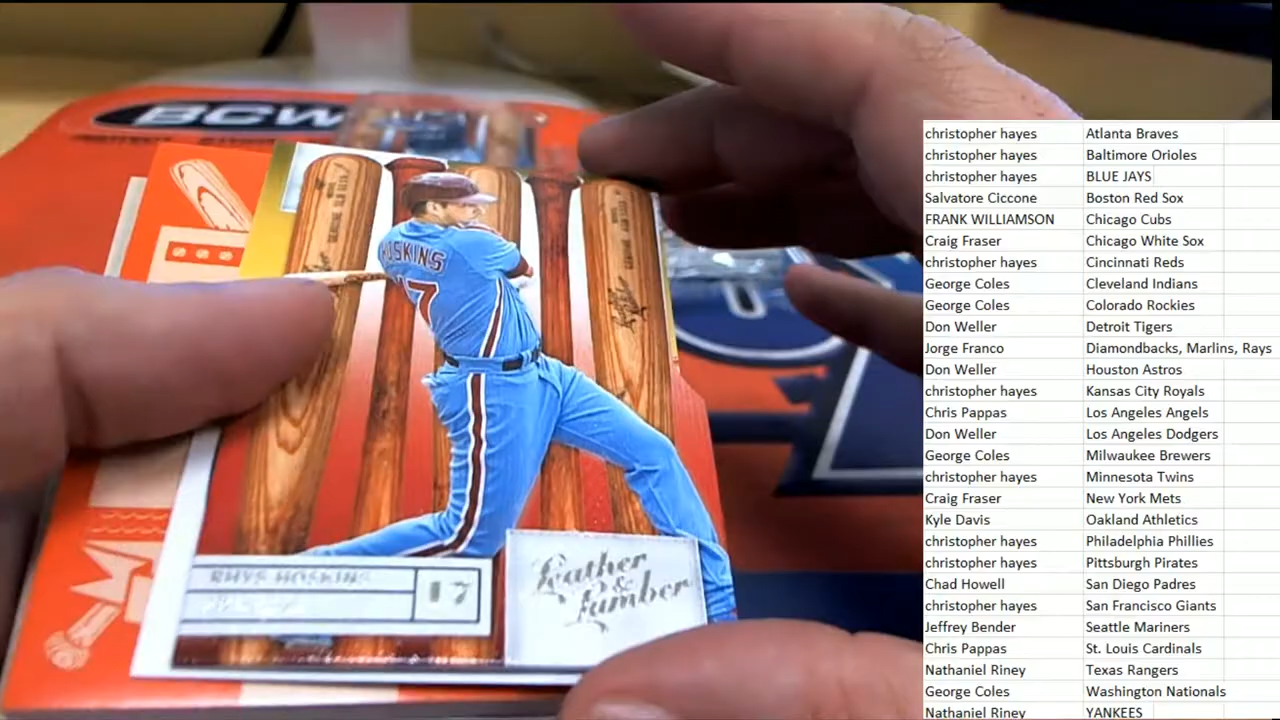 BCW
HOSKINS
17
RHYS HOSKINS
17
Leather
&
Lumber
christopher hayes Atlanta Braves
christopher hayes Baltimore Orioles
christopher hayes BLUE JAYS
Salvatore Ciccone Boston Red Sox
FRANK WILLIAMSON Chicago Cubs
Craig Fraser Chicago White Sox
christopher hayes Cincinnati Reds
George Coles Cleveland Indians
George Coles Colorado Rockies
Don Weller Detroit Tigers
Jorge Franco Diamondbacks, Marlins, Rays
Don Weller Houston Astros
christopher hayes Kansas City Royals
Chris Pappas Los Angeles Angels
Don Weller Los Angeles Dodgers
George Coles Milwaukee Brewers
christopher hayes Minnesota Twins
Craig Fraser New York Mets
Kyle Davis Oakland Athletics
christopher hayes Philadelphia Phillies
christopher hayes Pittsburgh Pirates
Chad Howell San Diego Padres
christopher hayes San Francisco Giants
Jeffrey Bender Seattle Mariners
Chris Pappas St. Louis Cardinals
Nathaniel Riney Texas Rangers
George Coles Washington Nationals
Nathaniel Riney YANKEES